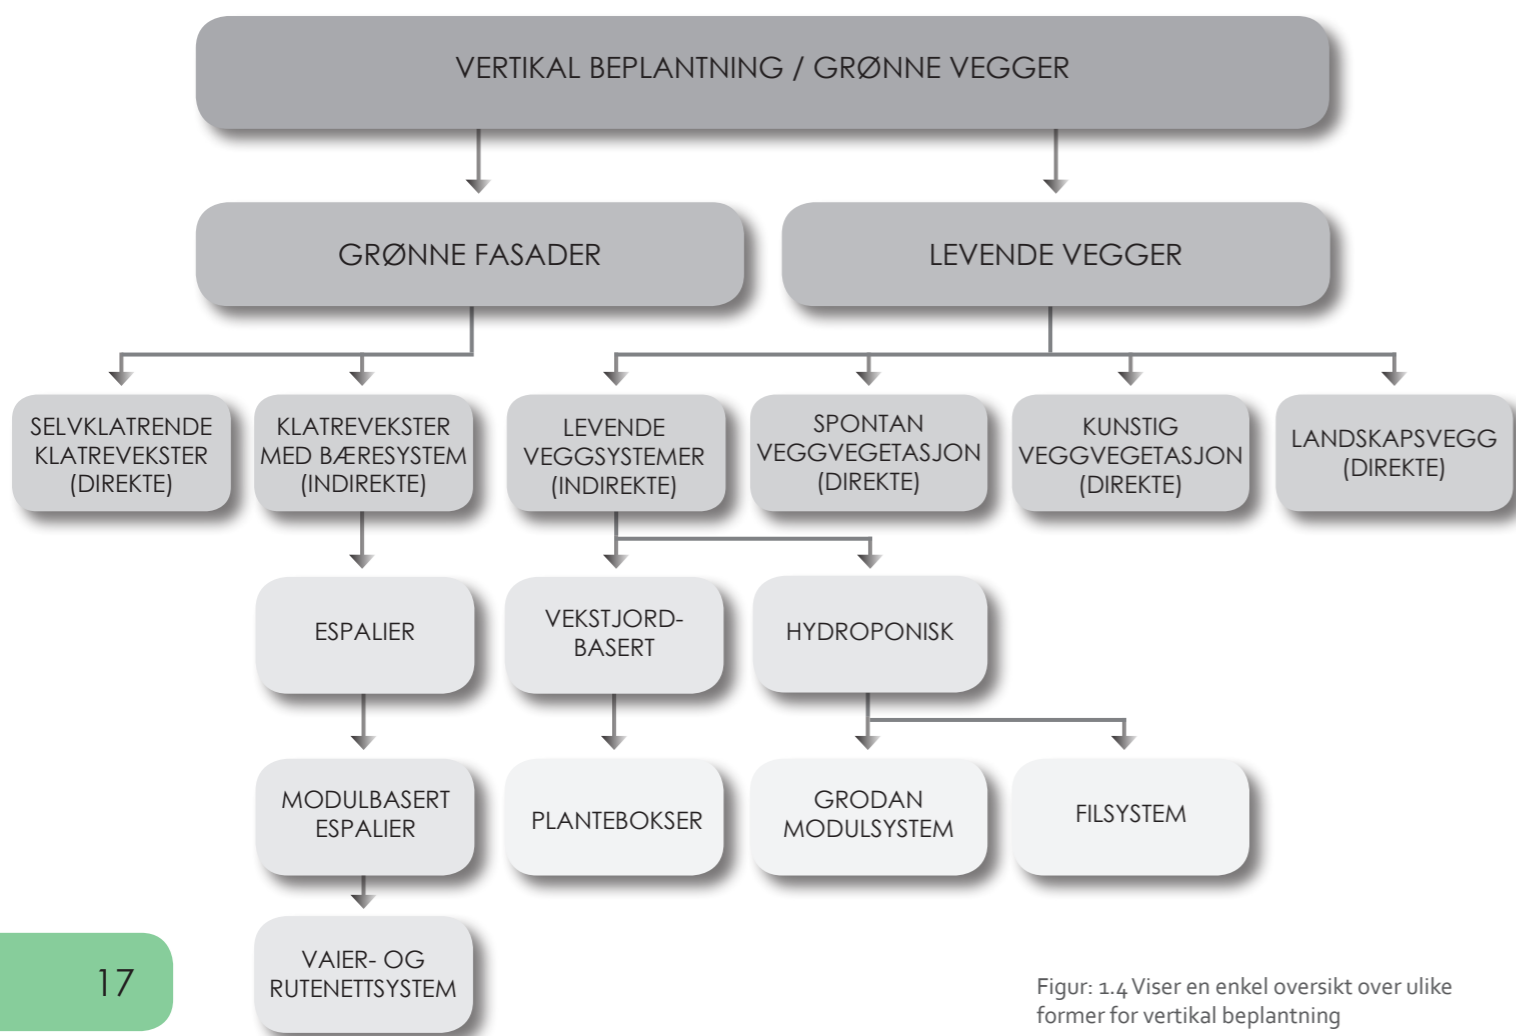 VERTIKAL BEPLANTNING / GRØNNE VEGGER
GRØNNE FASADER
LEVENDE VEGGER
SELVKLATRENDE
KLATREVEKSTER
(DIREKTE)
KLATREVEKSTER
MED BÆRESYSTEM
(INDIREKTE)
LEVENDE
VEGGSYSTEMER
(INDIREKTE)
SPONTAN
VEGGVEGETASJON
(DIREKTE)
KUNSTIG
VEGGVEGETASJON
(DIREKTE)
LANDSKAPSVEGG
(DIREKTE)
ESPALIER
VEKSTJORD-
BASERT
HYDROPONISK
MODULBASERT
ESPALIER
PLANTEBOKSER
GRODAN
MODULSYSTEM
FILSYSTEM
VAIER- OG
RUTENETTSYSTEM
17
Figur: 1.4 Viser en enkel oversikt over ulike
former for vertikal beplantning